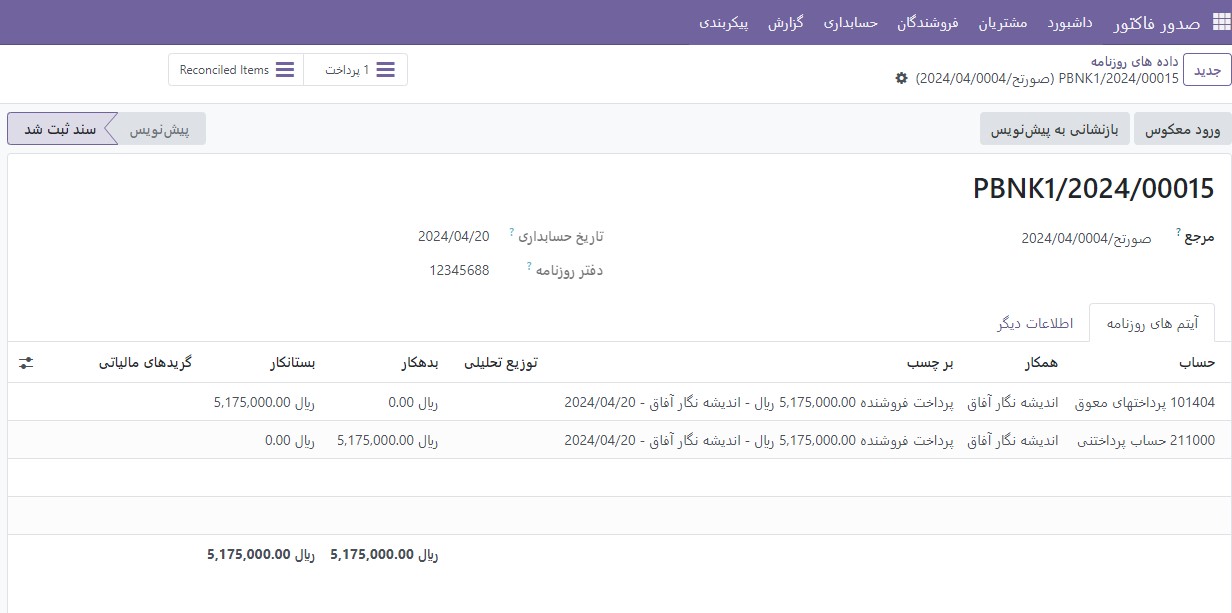 صدور فاکتور داشبورد مشتریان فروشندگان حسابداری گزارش پیکربندی
جدید
داده های روزنامه
PBNK1/2024/00015 (صورتح/2024/04/0004)
1 پرداخت
Reconciled Items
ورود معکوس بازنشانی به پیش‌نویس
پیش‌نویس سند ثبت شد
PBNK1/2024/00015
مرجع ? صورتح/2024/04/0004
تاریخ حسابداری ? 2024/04/20
دفتر روزنامه ? 12345688
آیتم های روزنامه اطلاعات دیگر
حساب همکار بر چسب توزیع تحلیلی بدهکار بستانکار گریدهای مالیاتی
101404 پرداختهای معوق اندیشه نگار آفاق پرداخت فروشنده 5,175,000.00 ریال - اندیشه نگار آفاق - 2024/04/20 ریال 0.00 ریال 5,175,000.00
211000 حساب پرداختنی اندیشه نگار آفاق پرداخت فروشنده 5,175,000.00 ریال - اندیشه نگار آفاق - 2024/04/20 ریال 5,175,000.00 ریال 0.00
ریال 5,175,000.00 ریال 5,175,000.00